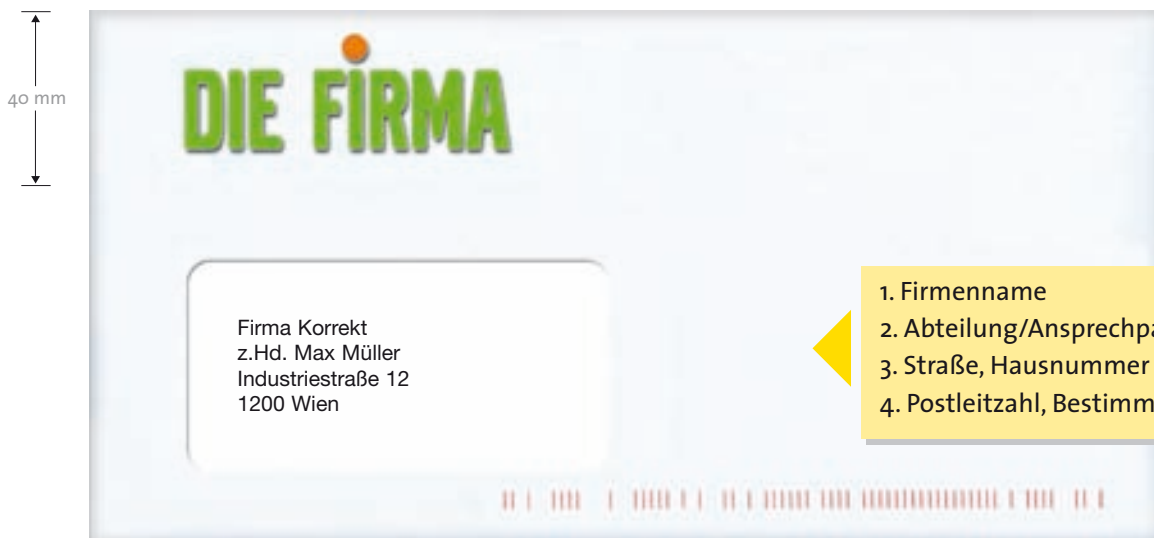 40 mm
DIE FIRMA
Firma Korrekt
z.Hd. Max Müller
Industriestraße 12
1200 Wien
1. Firmenname
2. Abteilung/Ansprechpa
3. Straße, Hausnummer
4. Postleitzahl, Bestimm